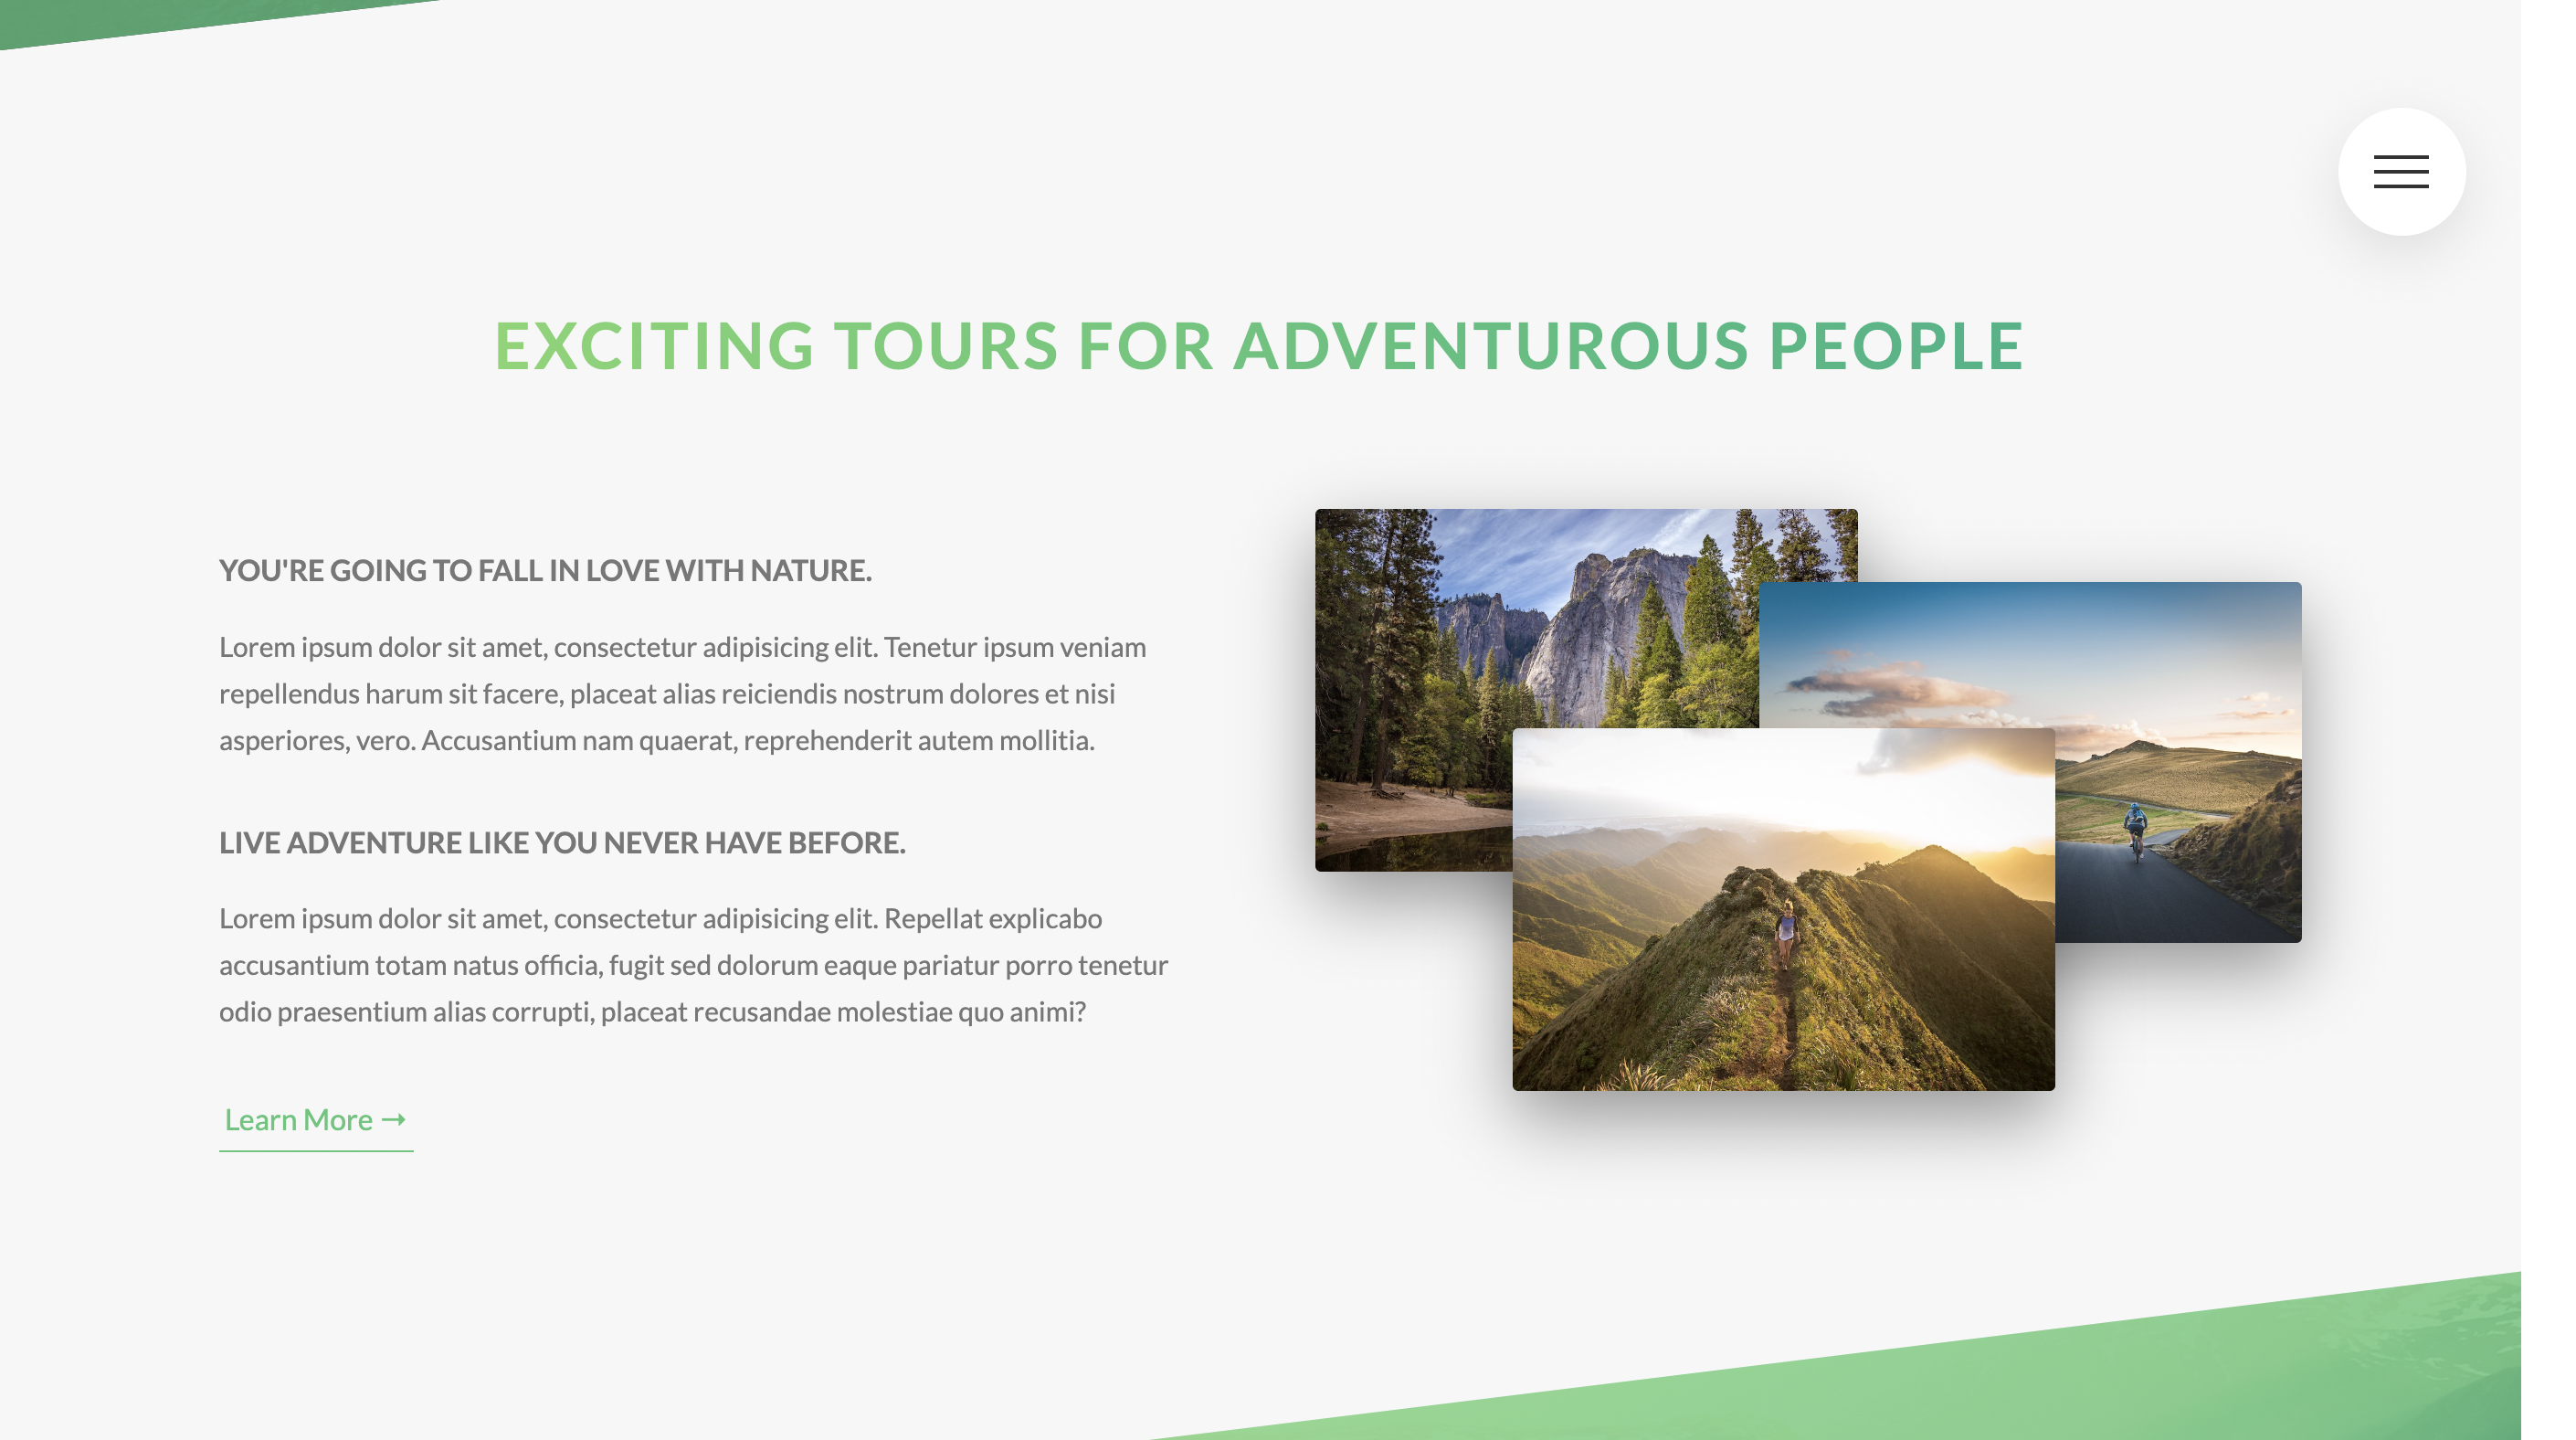 EXCITING TOURS FOR ADVENTUROUS PEOPLE
YOU'RE GOING TO FALL IN LOVE WITH NATURE.
Lorem ipsum dolor sit amet, consectetur adipisicing elit. Tenetur ipsum veniam
repellendus harum sit facere, placeat alias reiciendis nostrum dolores et nisi
asperiores, vero. Accusantium nam quaerat, reprehenderit autem mollitia.
LIVE ADVENTURE LIKE YOU NEVER HAVE BEFORE.
Lorem ipsum dolor sit amet, consectetur adipisicing elit. Repellat explicabo
accusantium totam natus officia, fugit sed dolorum eaque pariatur porro tenetur
odio praesentium alias corrupti, placeat recusandae molestiae quo animi?
Learn More →